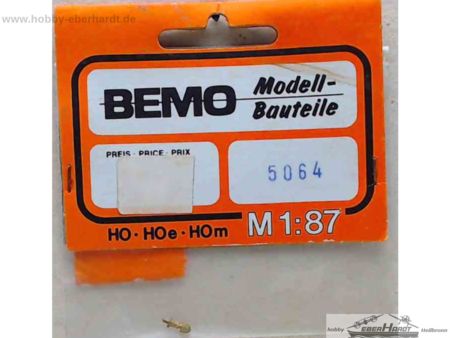 www.hobby-eberhardt.de
BEMO Modell-
Bauteile
PREIS · PRICE · PRIX
5064
HO · HOe · HOm M 1:87
hobby EBERHARDT Heilbronn